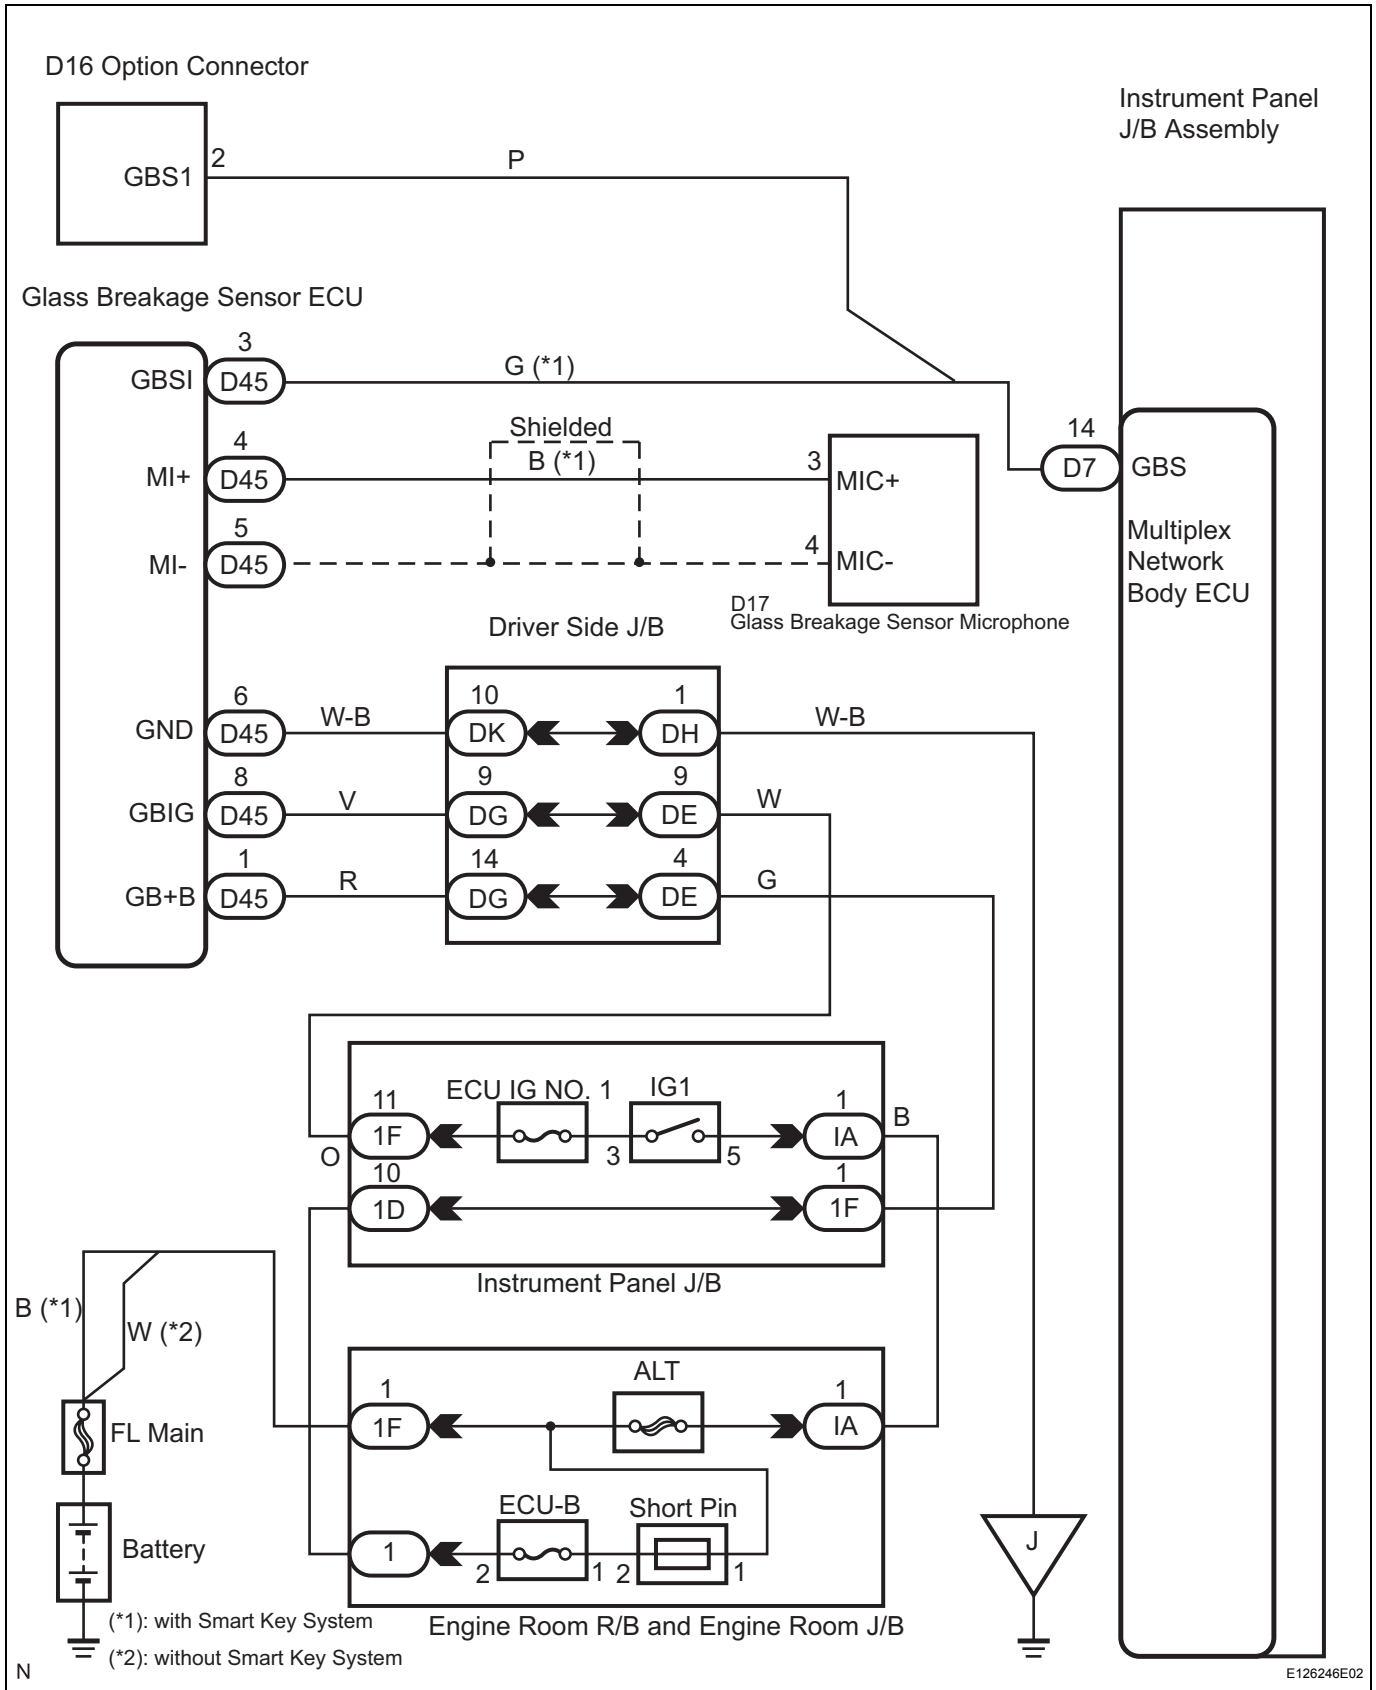 D16 Option Connector
Instrument Panel
J/B Assembly
GBS1
2
P
Glass Breakage Sensor ECU
GBSI
3
D45
G (*1)
MI+
4
D45
Shielded
B (*1)
3
MIC+
14
D7
GBS
MI-
5
D45
4
MIC-
Multiplex
Network
Body ECU
D17
Glass Breakage Sensor Microphone
Driver Side J/B
GND
6
D45
W-B
10
DK
1
DH
W-B
GBIG
8
D45
V
9
DG
9
DE
W
GB+B
1
D45
R
14
DG
4
DE
G
11
1F
O
ECU IG NO. 1
IG1
3
5
1
IA
B
10
1D
1
1F
Instrument Panel J/B
B (*1)
W (*2)
FL Main
Battery
1
1F
ALT
1
IA
1
ECU-B
2
1
Short Pin
2
1
J
Engine Room R/B and Engine Room J/B
(*1): with Smart Key System
(*2): without Smart Key System
N
E126246E02